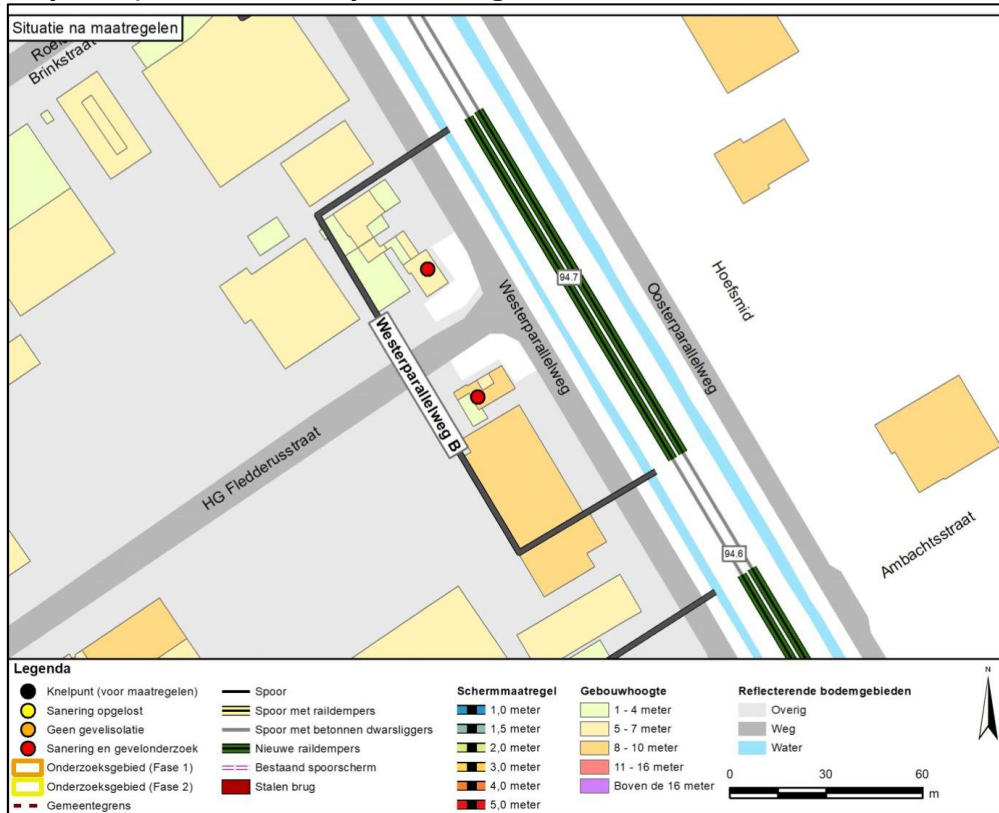 Situatie na maatregelen
Brinkstraat
94.7
Hoefsmid
Westerparallelweg
Oosterparallelweg
Westerparallelweg B
HG Fledderusstraat
94.6
Ambachtsstraat
Legenda
Knelpunt (voor maatregelen)
Sanering opgelost
Geen gevelisolatie
Sanering en gevelonderzoek
Onderzoeksgebied (Fase 1)
Onderzoeksgebied (Fase 2)
Gemeentegrens
Spoor
Spoor met raildempers
Spoor met betonnen dwarsliggers
Nieuwe raildempers
Bestaand spoorscherm
Stalen brug
Schermmaatregel
1,0 meter
1,5 meter
2,0 meter
3,0 meter
4,0 meter
5,0 meter
Gebouwhoogte
1 - 4 meter
5 - 7 meter
8 - 10 meter
11 - 16 meter
Boven de 16 meter
Reflecterende bodemgebieden
Overig
Weg
Water
N
0 30 60
m